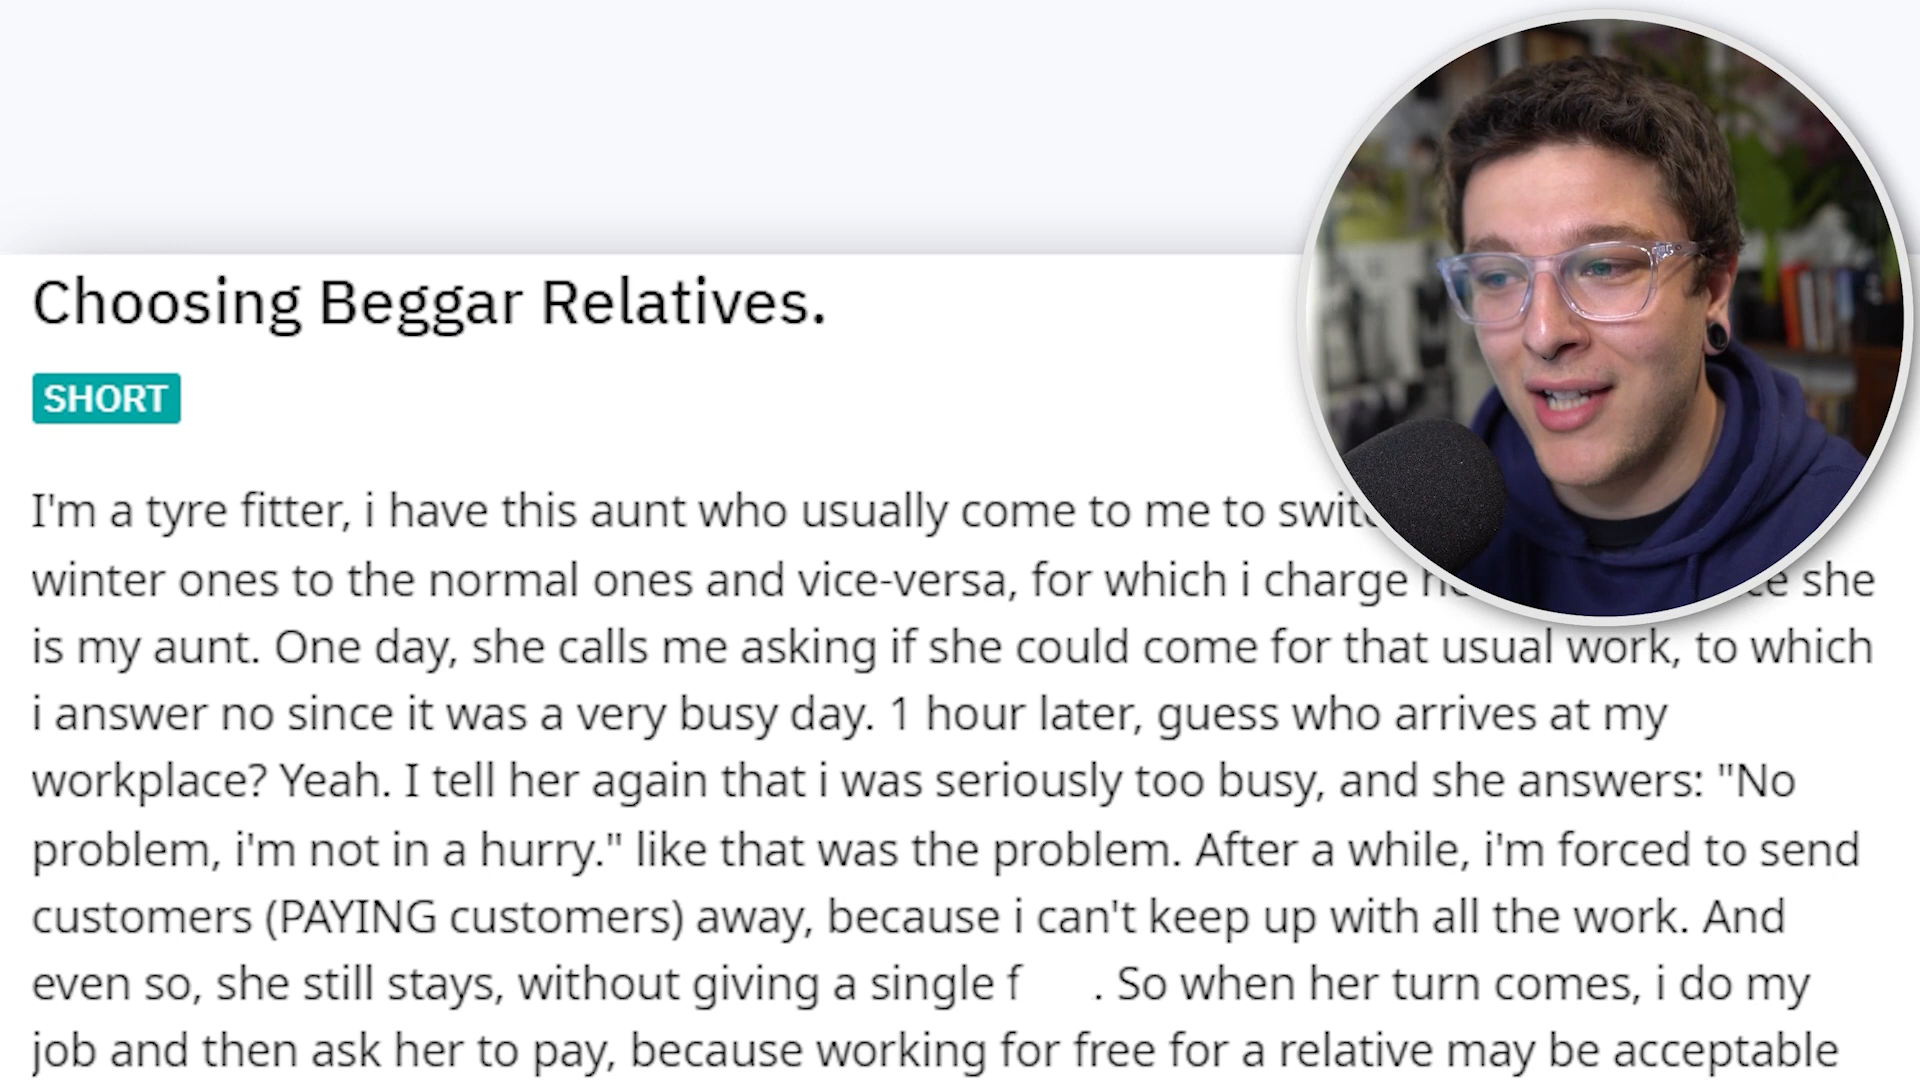 Choosing Beggar Relatives.
SHORT
I'm a tyre fitter, i have this aunt who usually come to me to
winter ones to the normal ones and vice-versa, for which i charge she
is my aunt. One day, she calls me asking if she could come for that usual work, to which
i answer no since it was a very busy day. 1 hour later, guess who arrives at my
workplace? Yeah. I tell her again that i was seriously too busy, and she answers: "No
problem, i'm not in a hurry." like that was the problem. After a while, i'm forced to send
customers (PAYING customers) away, because i can't keep up with all the work. And
even so, she still stays, without giving a single f . So when her turn comes, i do my
job and then ask her to pay, because working for free for a relative may be acceptable